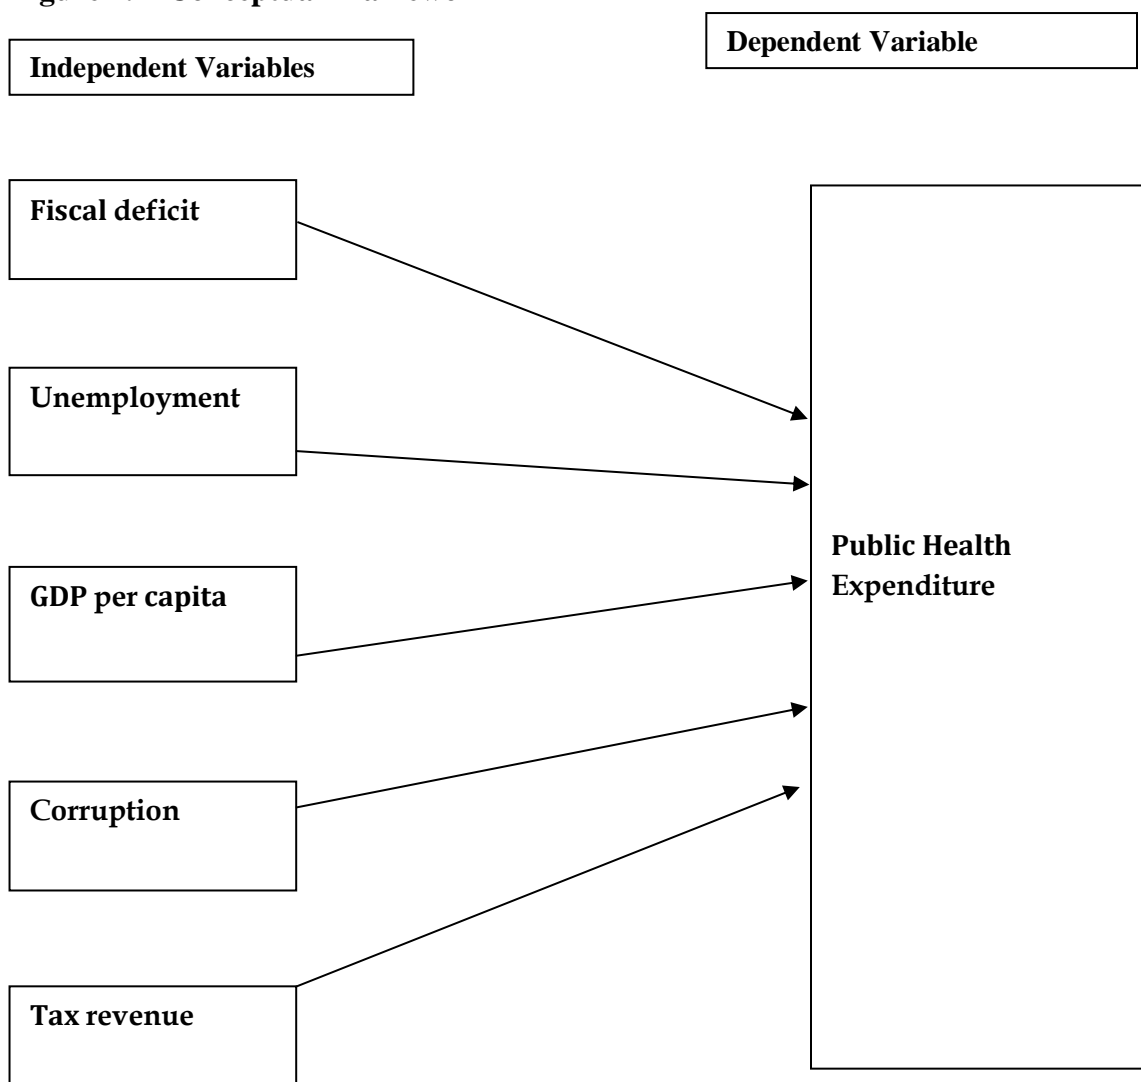 Independent Variables
Dependent Variable
Fiscal deficit
Unemployment
GDP per capita
Corruption
Tax revenue
Public Health
Expenditure